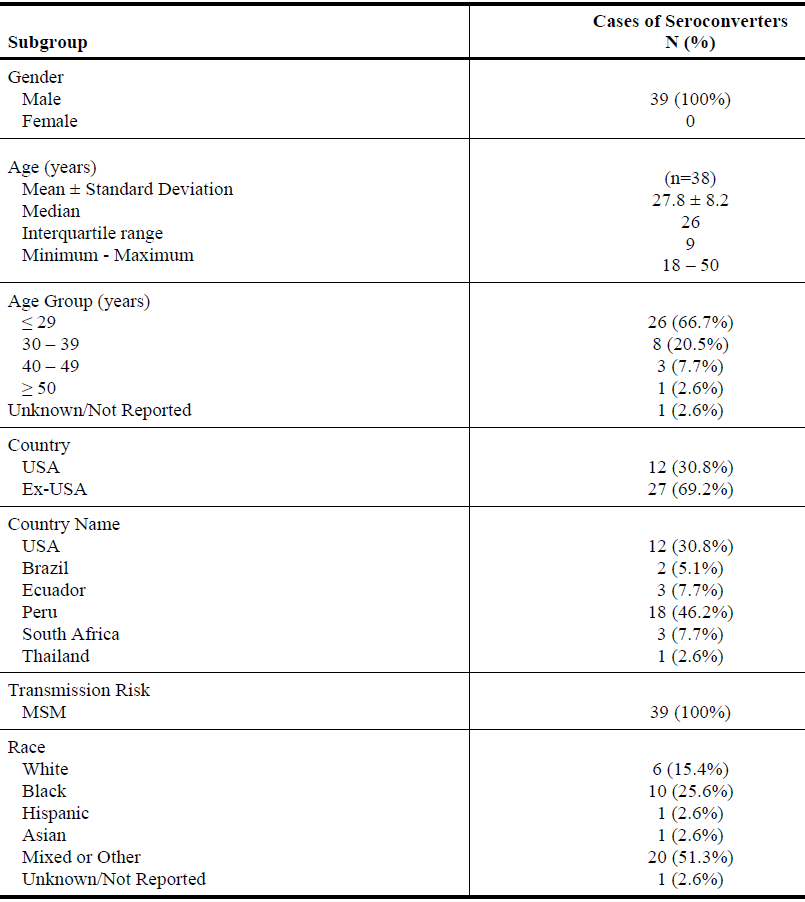 Subgroup Cases of Seroconverters
N (%)
Gender
Male 39 (100%)
Female 0
Age (years) (n=38)
Mean ± Standard Deviation 27.8 ± 8.2
Median 26
Interquartile range 9
Minimum - Maximum 18 – 50
Age Group (years)
≤ 29 26 (66.7%)
30 – 39 8 (20.5%)
40 – 49 3 (7.7%)
≥ 50 1 (2.6%)
Unknown/Not Reported 1 (2.6%)
Country
USA 12 (30.8%)
Ex-USA 27 (69.2%)
Country Name
USA 12 (30.8%)
Brazil 2 (5.1%)
Ecuador 3 (7.7%)
Peru 18 (46.2%)
South Africa 3 (7.7%)
Thailand 1 (2.6%)
Transmission Risk
MSM 39 (100%)
Race
White 6 (15.4%)
Black 10 (25.6%)
Hispanic 1 (2.6%)
Asian 1 (2.6%)
Mixed or Other 20 (51.3%)
Unknown/Not Reported 1 (2.6%)